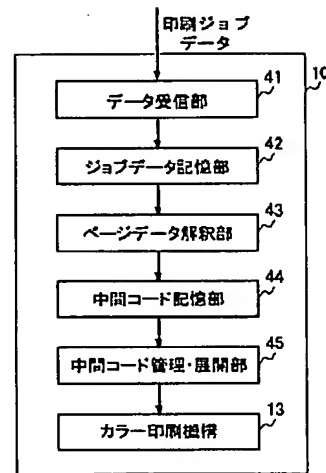 印刷ジョブ
データ
10
41
データ受信部
42
ジョブデータ記憶部
43
ページデータ解釈部
44
中間コード記憶部
45
中間コード管理・展開部
13
カラー印刷機構